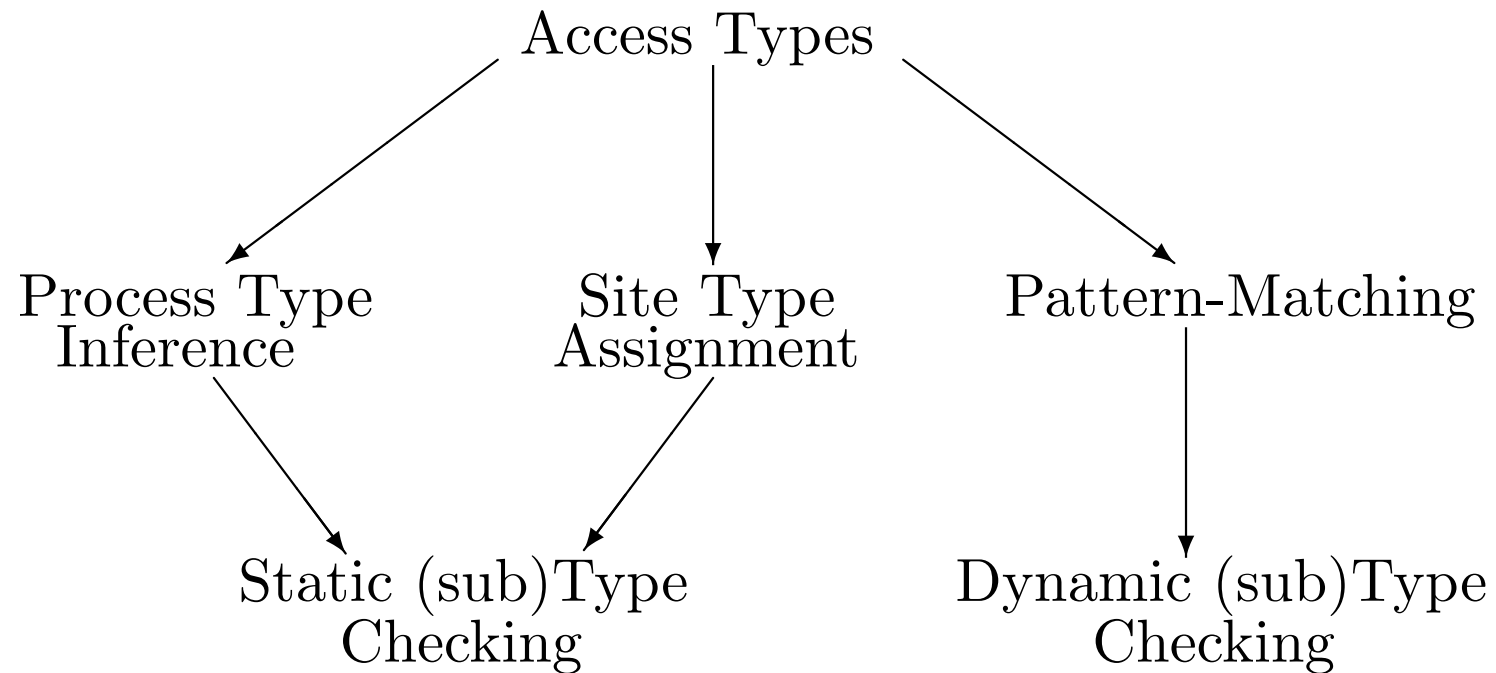 Access Types
Process Type
Inference
Site Type
Assignment
Pattern-Matching
Static (sub)Type
Checking
Dynamic (sub)Type
Checking